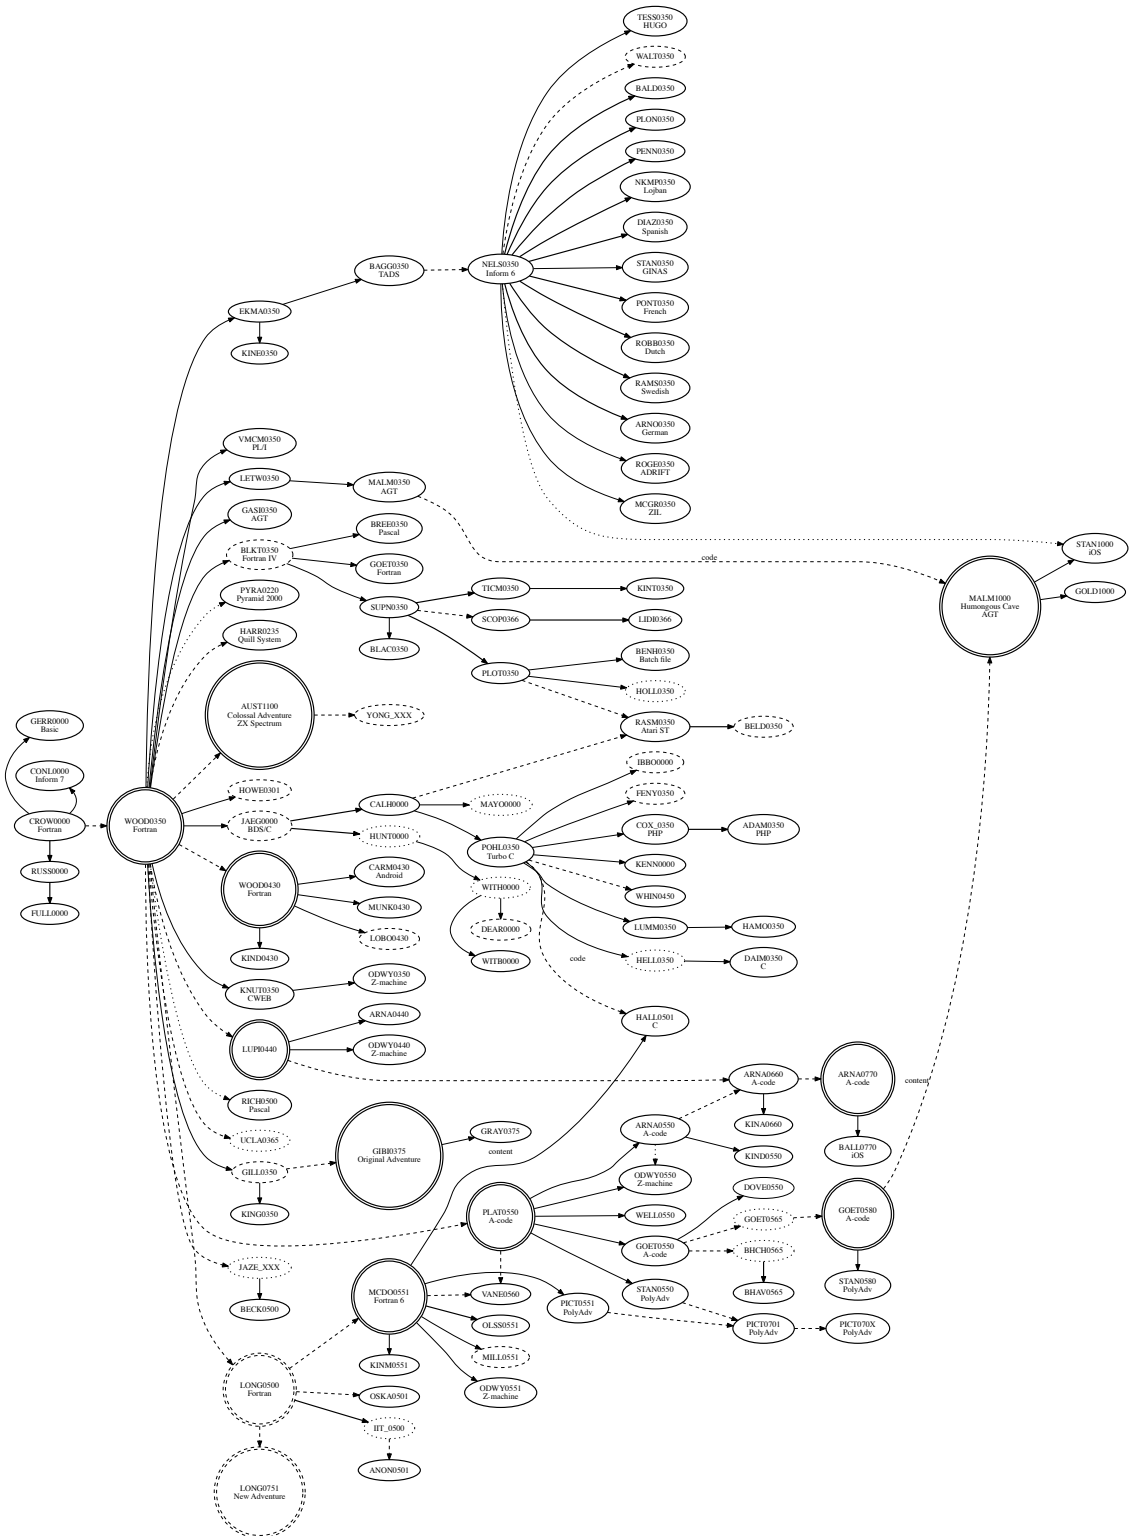 TESS0350
HUGO
WALT0350
BALD0350
PLON0350
PENN0350
NKMP0350
Lojban
DIAZ0350
Spanish
BAGG0350
TADS
NELS0350
Inform 6
STAN0350
GINAS
PONT0350
French
EKMA0350
ROBB0350
Dutch
KINE0350
RAMS0350
Swedish
ARNO0350
German
VMCM0350
PL/I
ROGE0350
ADRIFT
LETW0350
MALM0350
AGT
MCGR0350
ZIL
GASI0350
AGT
BREE0350
Pascal
BLKT0350
Fortran IV
STAN1000
iOS
code
GOET0350
Fortran
TICM0350
KINT0350
MALM1000
Humongous Cave
AGT
GOLD1000
PYRA0220
Pyramid 2000
SUPN0350
SCOP0366
LIDI0366
HARR0235
Quill System
BLAC0350
BENH0350
Batch file
PLOT0350
HOLL0350
AUST1100
Colossal Adventure
ZX Spectrum
YONG_XXX
RASM0350
Atari ST
BELD0350
GERR0000
Basic
IBBO0000
CONL0000
Inform 7
HOWE0301
FENY0350
CALH0000
MAYO0000
CROW0000
Fortran
WOOD0350
Fortran
JAEG0000
BDS/C
HUNT0000
COX_0350
PHP
ADAM0350
PHP
POHL0350
Turbo C
KENN0000
RUSS0000
CARM0430
Android
WOOD0430
Fortran
WITH0000
WHIN0450
FULL0000
MUNK0430
LOBO0430
DEAR0000
LUMM0350
HAMO0350
KIND0430
WITB0000
code
HELL0350
DAIM0350
C
KNUT0350
CWEB
ODWY0350
Z-machine
ARNA0440
HALL0501
C
LUPI0440
ODWY0440
Z-machine
ARNA0660
A-code
ARNA0770
A-code
content
RICH0500
Pascal
KINA0660
UCLA0365
GIBI0375
Original Adventure
GRAY0375
content
ARNA0550
A-code
KIND0550
BALL0770
iOS
GILL0350
ODWY0550
Z-machine
DOVE0550
KING0350
PLAT0550
A-code
WELL0550
GOET0565
GOET0580
A-code
GOET0550
A-code
BHCH0565
JAZE_XXX
MCDO0551
Fortran 6
VANE0560
STAN0550
PolyAdv
BHAV0565
STAN0580
PolyAdv
BECK0500
PICT0551
PolyAdv
OLSS0551
PICT0701
PolyAdv
PICT070X
PolyAdv
KINM0551
MILL0551
LONG0500
Fortran
OSKA0501
ODWY0551
Z-machine
IIT_0500
ANON0501
LONG0751
New Adventure